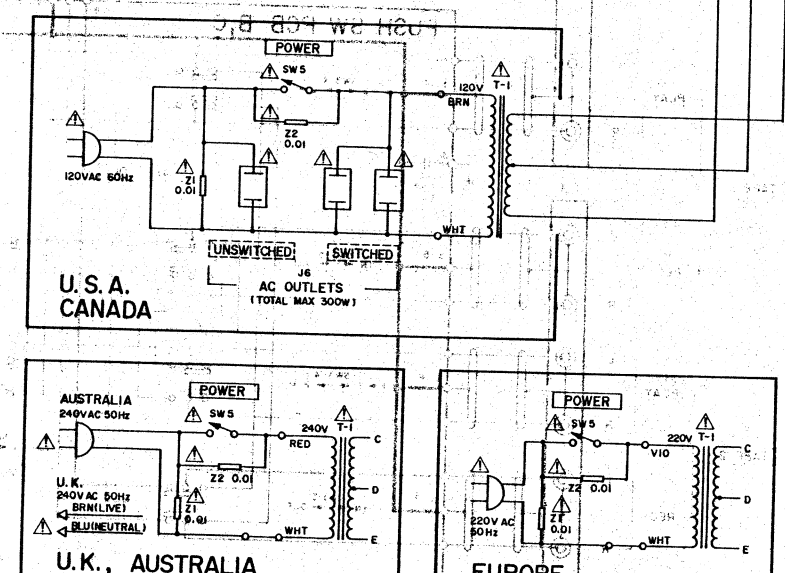 PUSH SW PCB B,C
POWER
SW5
120V
T-1
BRN
Z2
0.01
120VAC 60Hz
Z1
0.01
WHT
UNSWITCHED
SWITCHED
J6
AC OUTLETS
(TOTAL MAX 300W)
U.S.A.
CANADA
AUSTRALIA
240VAC 50Hz
POWER
SW5
240V
T-1
RED
C
Z2 0.01
D
U.K.
240VAC 50Hz
BRN(LIVE)
BLU(NEUTRAL)
Z1
0.01
WHT
E
U.K., AUSTRALIA
POWER
SW5
220V
T-1
VIO
C
Z2 0.01
D
220V AC
50Hz
Z1
0.01
WHT
E
EUROPE